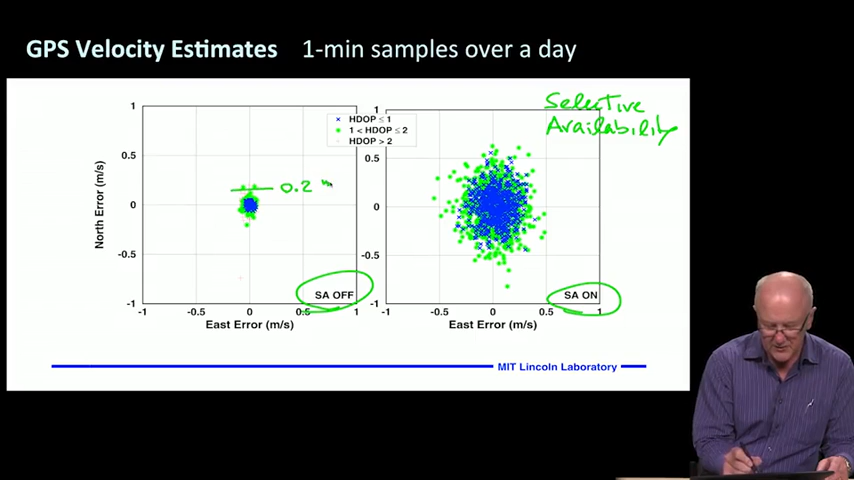 GPS Velocity Estimates 1-min samples over a day
Selective
Availability
HDOP ≤ 1
1 < HDOP ≤ 2
HDOP > 2
North Error (m/s)
1
0.5
0
-0.5
-1
0.2
SA OFF
-1
-0.5
0
0.5
1
East Error (m/s)
1
0.5
0
-0.5
-1
SA ON
-1
-0.5
0
0.5
1
East Error (m/s)
MIT Lincoln Laboratory